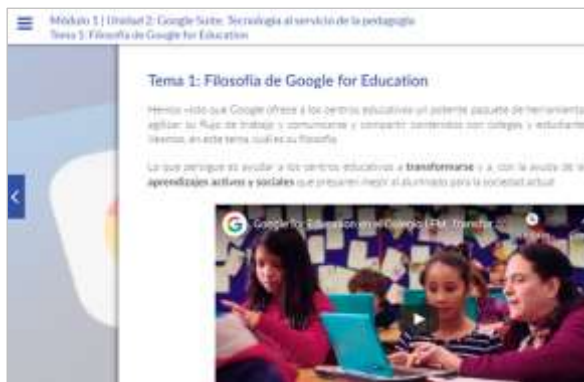 Módulo 1 | Unidad 2: Google Suite: Tecnología al servicio de la pedagogía
Tema 1: Filosofía de Google for Education
Tema 1: Filosofía de Google for Education
Hemos visto que Google ofrece a los centros educativos un potente paquete de herramienta
agilizar su flujo de trabajo y comunicarse y compartir contenidos con colegas y estudiante
Veamos, en este tema, cuál es su filosofía.
Lo que persigue es ayudar a los centros educativos a transformarse y a, con la ayuda de la
aprendizajes activos y sociales que preparen mejor al alumnado para la sociedad actual
Google for Education en el Colegio